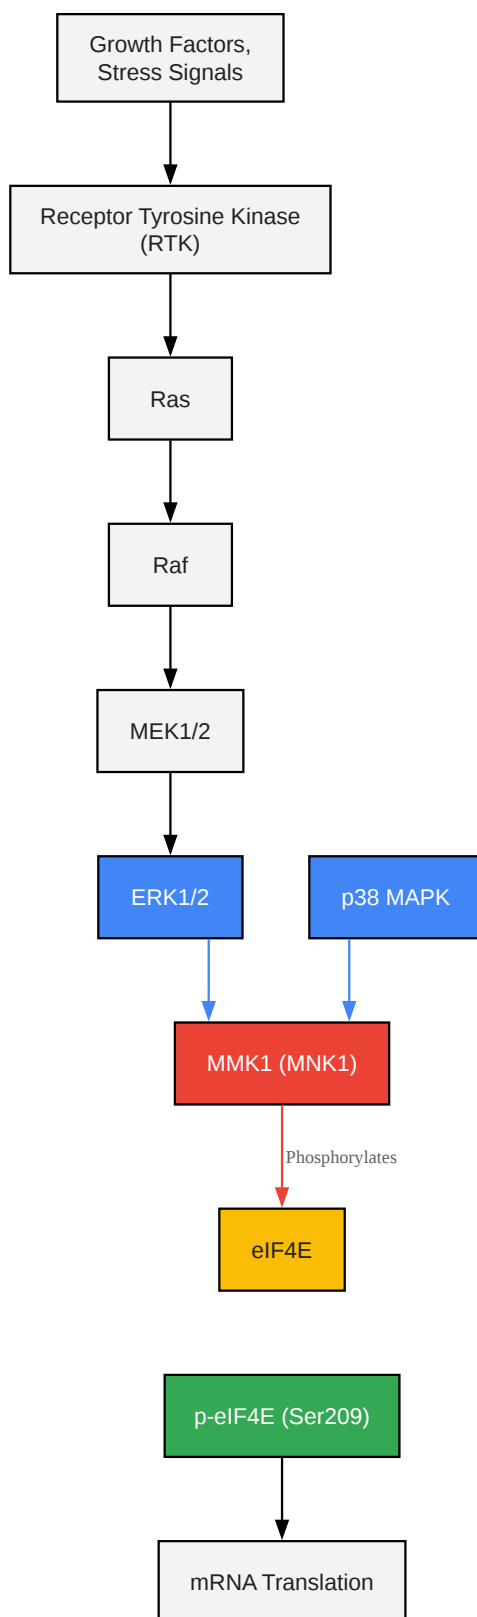 Growth Factors,
Stress Signals
Receptor Tyrosine Kinase
(RTK)
Ras
Raf
MEK1/2
ERK1/2
p38 MAPK
MMK1 (MNK1)
Phosphorylates
eIF4E
p-eIF4E (Ser209)
mRNA Translation